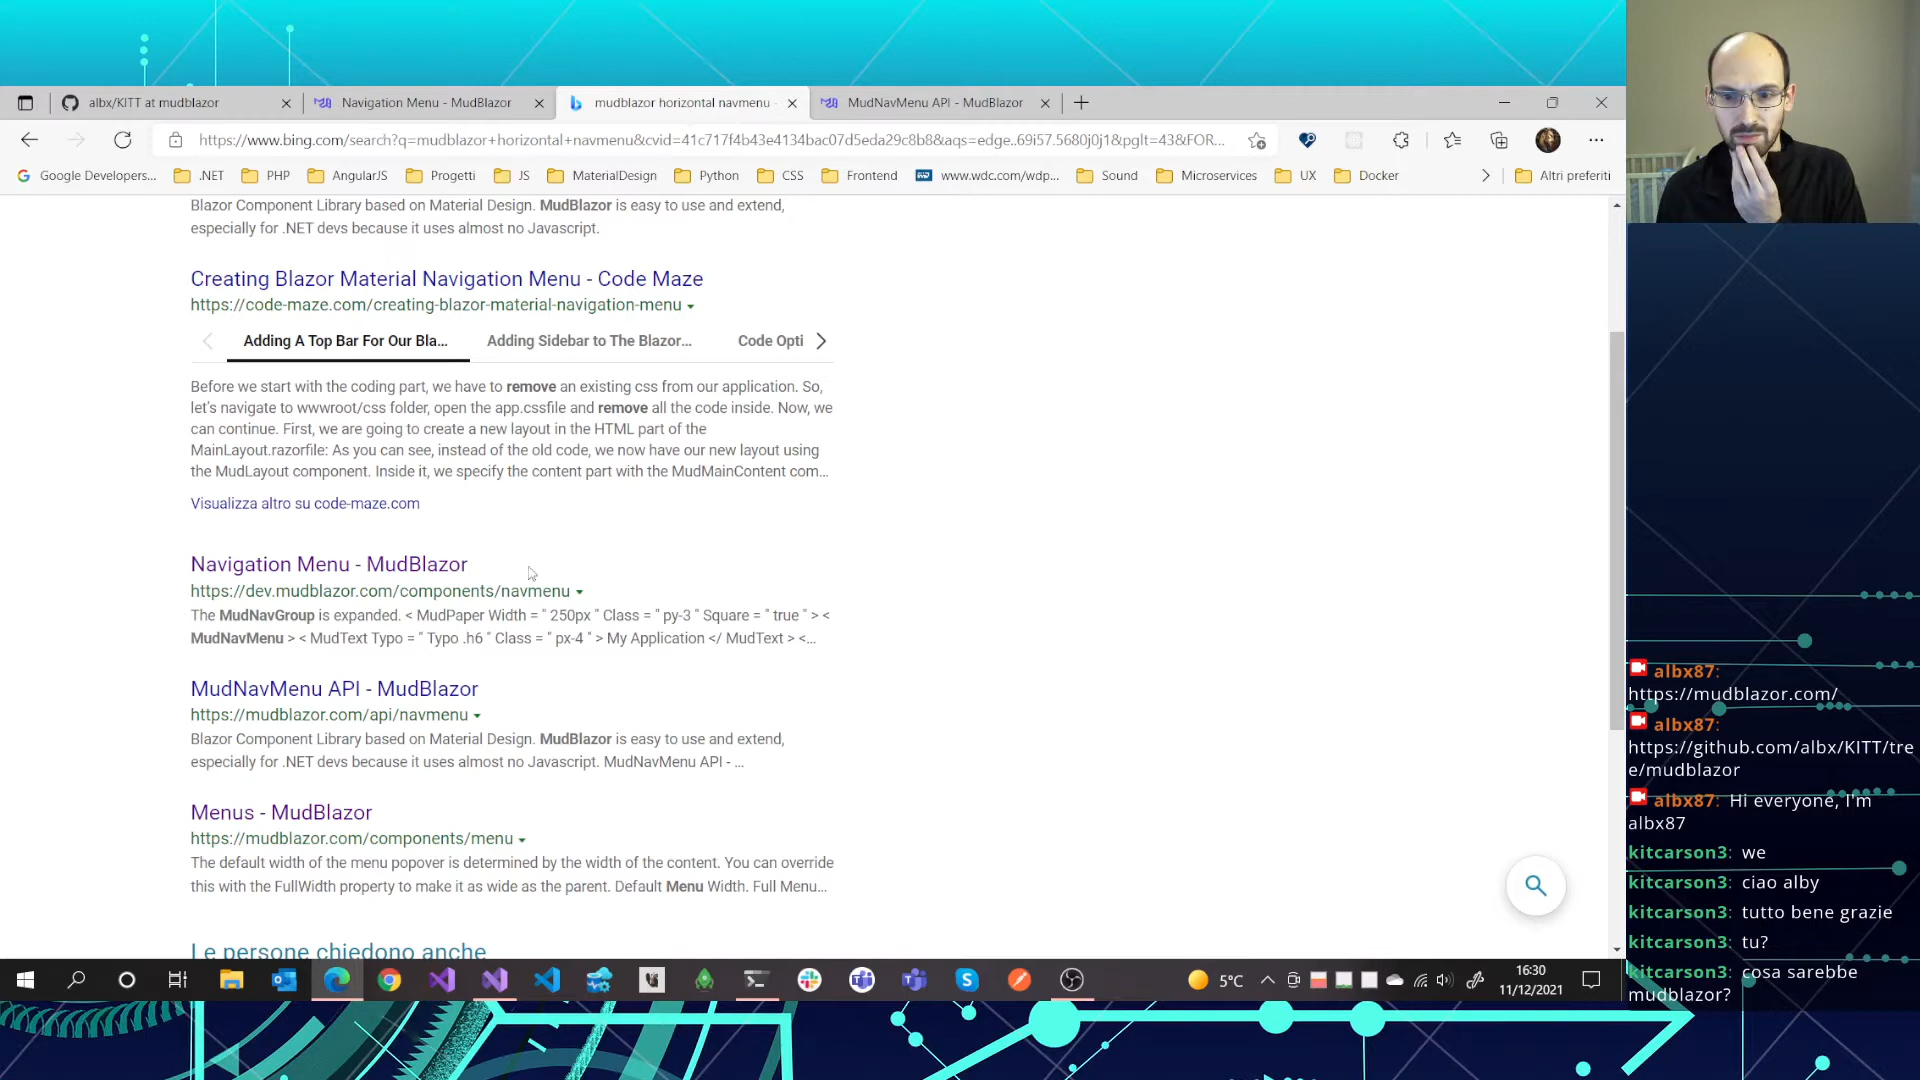 albx/KITT at mudblazor
Navigation Menu - MudBlazor
mudblazor horizontal navmenu -
MudNavMenu API - MudBlazor
https://www.bing.com/search?q=mudblazor+horizontal+navmenu&cvid=41c717f4b43e4134bac07d5eda29c8b8&aqs=edge..69i57.5680j0j1&pglt=43&FOR...
Google Developers...
.NET
PHP
AngularJS
Progetti
JS
MaterialDesign
Python
CSS
Frontend
www.wdc.com/wdp...
Sound
Microservices
UX
Docker
Altri preferiti
Blazor Component Library based on Material Design. MudBlazor is easy to use and extend,
especially for .NET devs because it uses almost no Javascript.
Creating Blazor Material Navigation Menu - Code Maze
https://code-maze.com/creating-blazor-material-navigation-menu
Adding A Top Bar For Our Bla...
Adding Sidebar to The Blazor...
Code Opti
Before we start with the coding part, we have to remove an existing css from our application. So,
let's navigate to wwwroot/css folder, open the app.cssfile and remove all the code inside. Now, we
can continue. First, we are going to create a new layout in the HTML part of the
MainLayout.razorfile: As you can see, instead of the old code, we now have our new layout using
the MudLayout component. Inside it, we specify the content part with the MudMainContent com...
Visualizza altro su code-maze.com
Navigation Menu - MudBlazor
https://dev.mudblazor.com/components/navmenu
The MudNavGroup is expanded. < MudPaper Width = " 250px " Class = " py-3 " Square = " true " > <
MudNavMenu > < MudText Typo = " Typo .h6 " Class = " px-4 " > My Application </ MudText > <...
MudNavMenu API - MudBlazor
https://mudblazor.com/api/navmenu
Blazor Component Library based on Material Design. MudBlazor is easy to use and extend,
especially for .NET devs because it uses almost no Javascript. MudNavMenu API - ...
Menus - MudBlazor
https://mudblazor.com/components/menu
The default width of the menu popover is determined by the width of the content. You can override
this with the FullWidth property to make it as wide as the parent. Default Menu Width. Full Menu...
Le persone chiedono anche
5°C
16:30
11/12/2021
albx87:
https://mudblazor.com/
albx87:
https://github.com/albx/KITT/tre
e/mudblazor
albx87: Hi everyone, I'm
albx87
kitcarson3: we
kitcarson3: ciao alby
kitcarson3: tutto bene grazie
kitcarson3: tu?
kitcarson3: cosa sarebbe
mudblazor?